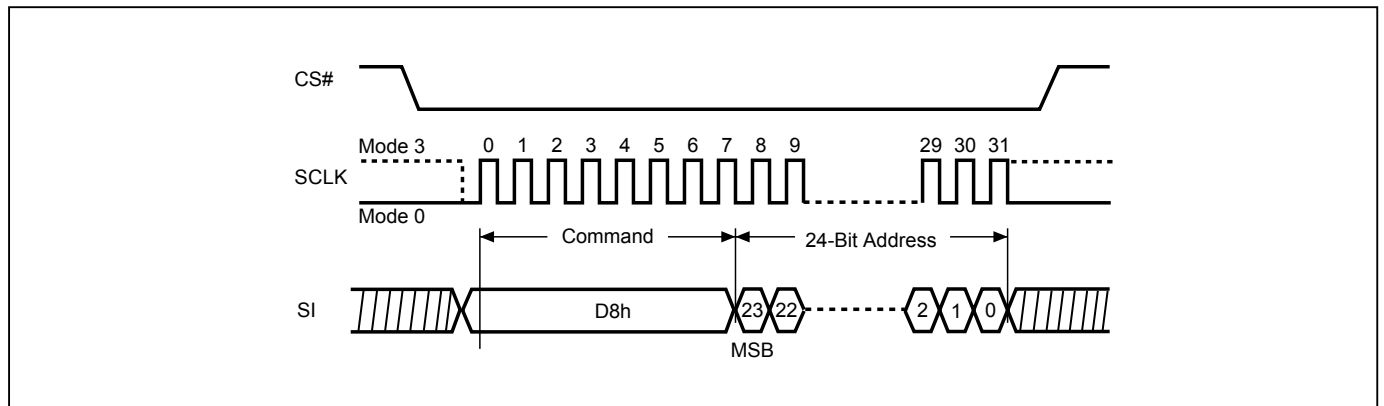 CS#
Mode 3
0 1 2 3 4 5 6 7 8 9 29 30 31
SCLK
Mode 0
Command 24-Bit Address
SI D8h 23 22 2 1 0
MSB